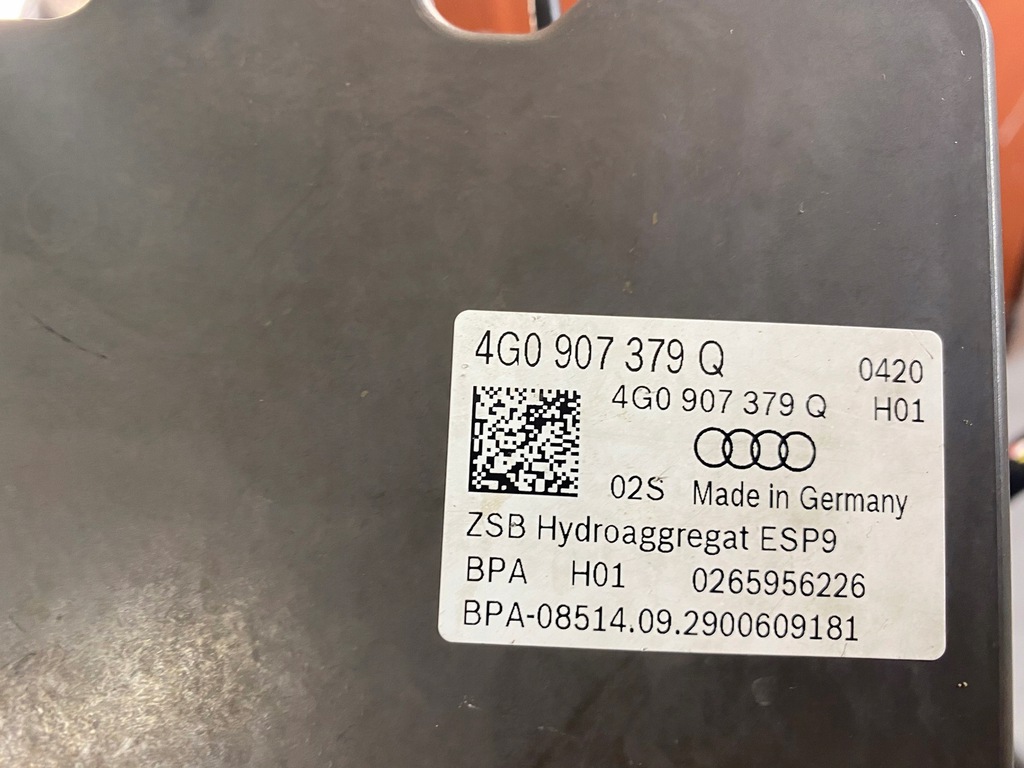 4G0 907 379 Q 0420
4G0 907 379 Q H01
02S Made in Germany
ZSB Hydroaggregat ESP9
BPA H01 0265956226
BPA-08514.09.2900609181